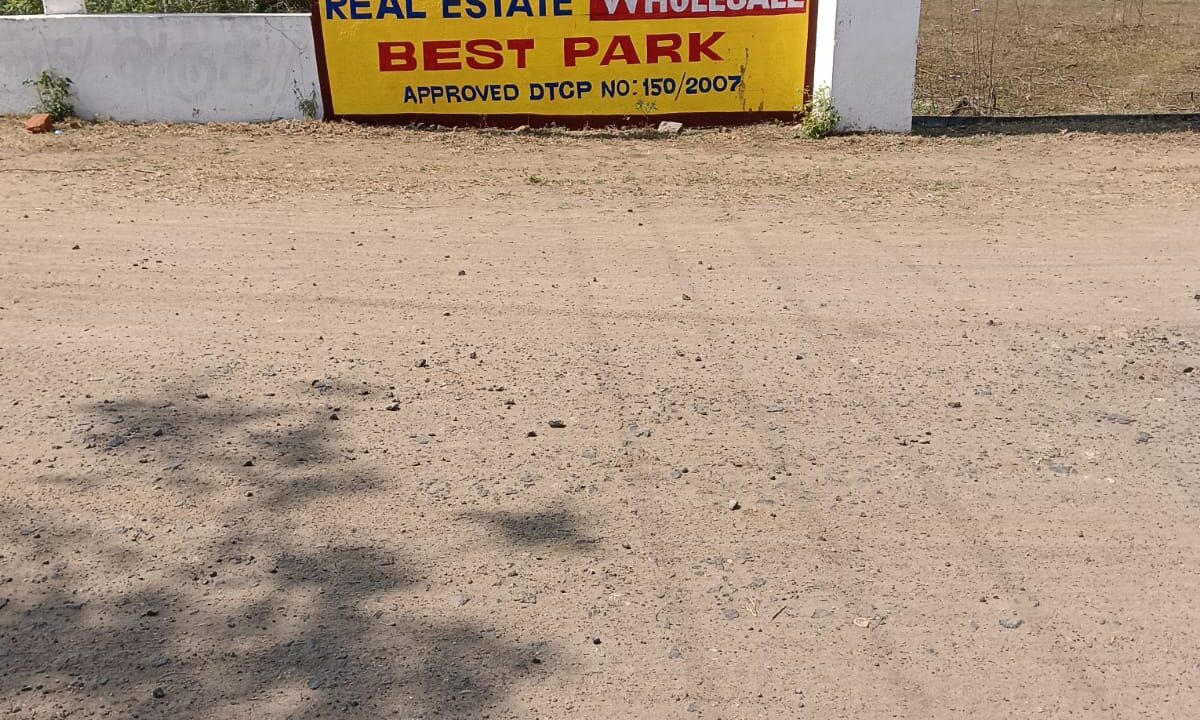 REAL ESTATE WHOLESALE
BEST PARK
APPROVED DTCP NO: 150/2007